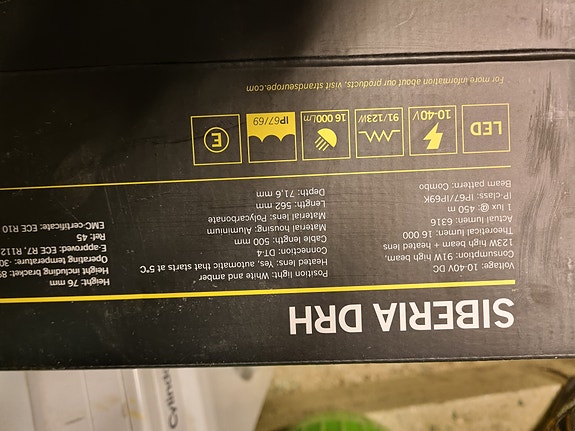 SIBERIA DRH
Voltage: 10-40V DC
Consumption: 91W high beam,
123W high beam + heated lens
Theoretical lumen: 16 000
Actual lumen: 6316
1 lux: @ 450 m
IP-class: IP67/IP69K
Beam pattern: Combo
Position light: White and amber
Heated lens: Yes, automatic that starts at 5°C
Connection: DT-4
Cable length: 500 mm
Material housing: Aluminium
Material lens: Polycarbonate
Length: 562 mm
Depth: 71,6 mm
Height: 76 mm
Height including bracket:
Operating temperature:
E-approved: ECE R7, R112
Ref: 45
EMC-certificate: ECE R10
LED
10-40V
91/123W
16 000Lm
IP67/69
E
For more information about our products, visit strandseurope.com